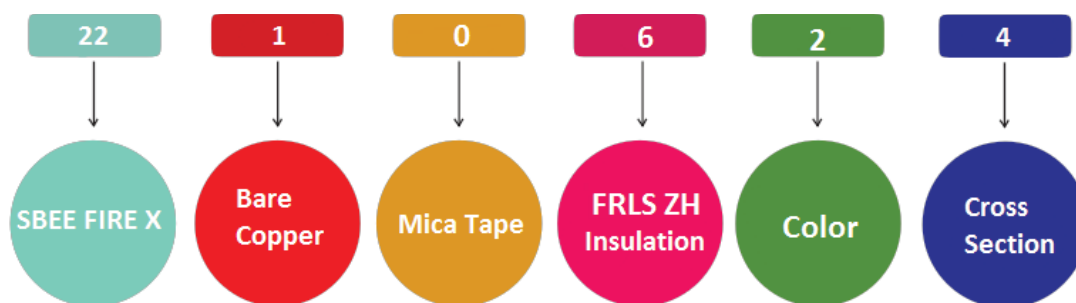 22
1
0
6
2
4
SBEE FIRE X
Bare
Copper
Mica Tape
FRLS ZH
Insulation
Color
Cross
Section